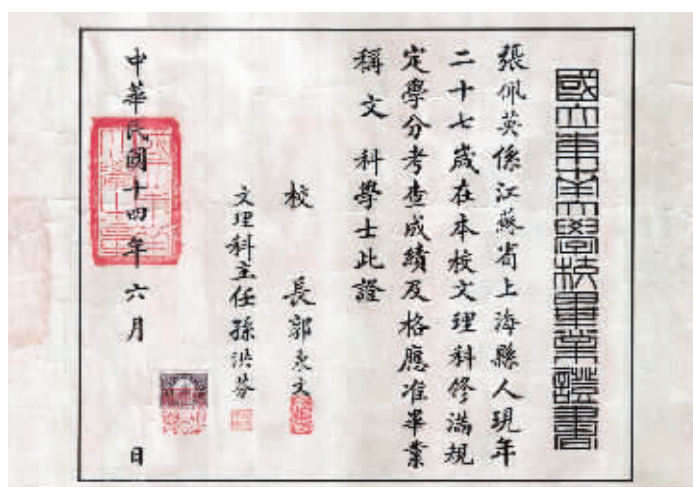 國立東南大學校畢業證書
張佩英係江蘇省上海縣人現年
二十七歲在本校文理科修滿規
定學分考查成績及格應准畢業
稱文科學士此證
校長郭秉文
文理科主任孫洪芬
中華民國十四年六月 日